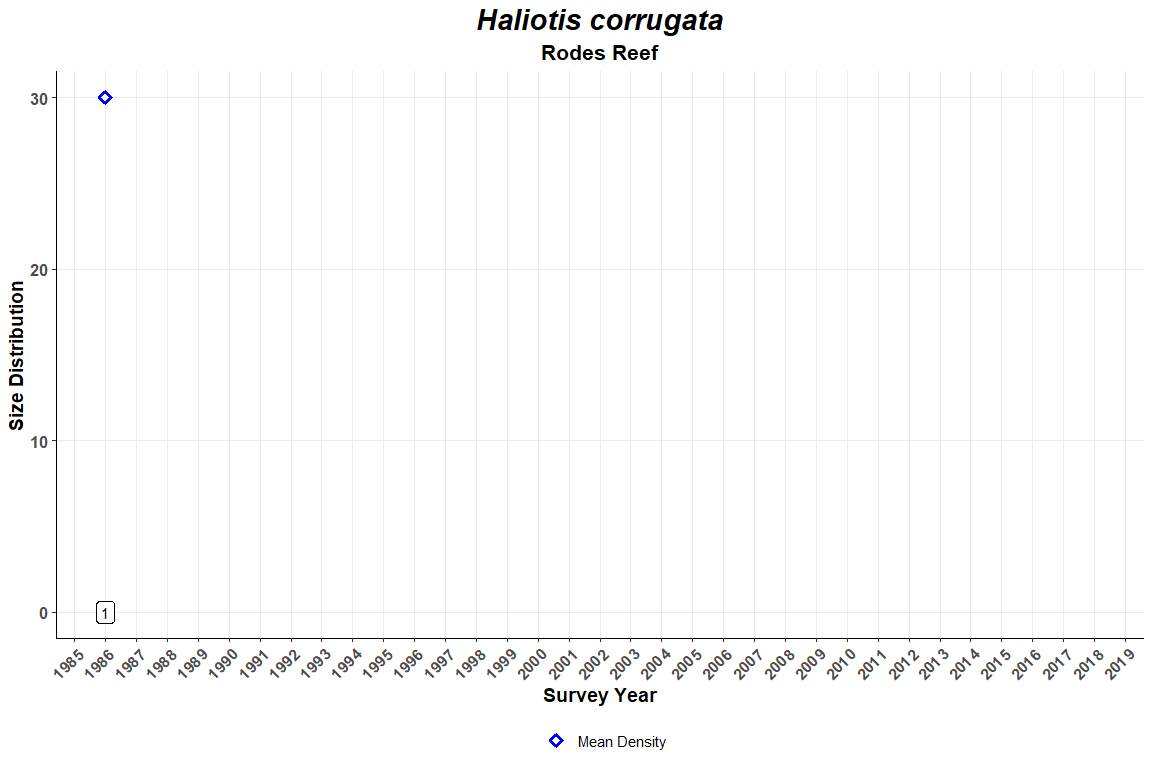 Haliotis corrugata
Rodes Reef
Size Distribution
30
20
10
0
1
1985 1986 1987 1988 1989 1990 1991 1992 1993 1994 1995 1996 1997 1998 1999 2000 2001 2002 2003 2004 2005 2006 2007 2008 2009 2010 2011 2012 2013 2014 2015 2016 2017 2018 2019
Survey Year
Mean Density